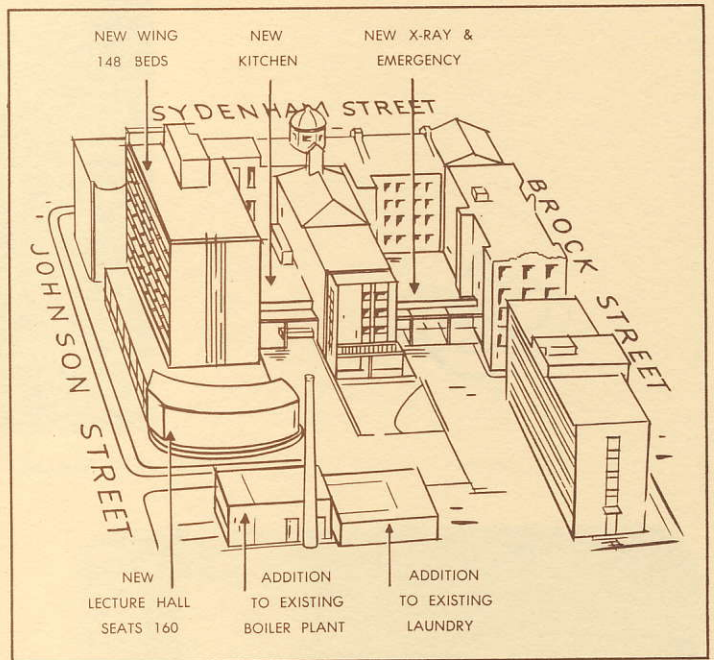 NEW WING
148 BEDS
NEW
KITCHEN
NEW X-RAY &
EMERGENCY
SYDENHAM STREET
BROCK STREET
JOHNSON STREET
NEW
LECTURE HALL
SEATS 160
ADDITION
TO EXISTING
BOILER PLANT
ADDITION
TO EXISTING
LAUNDRY